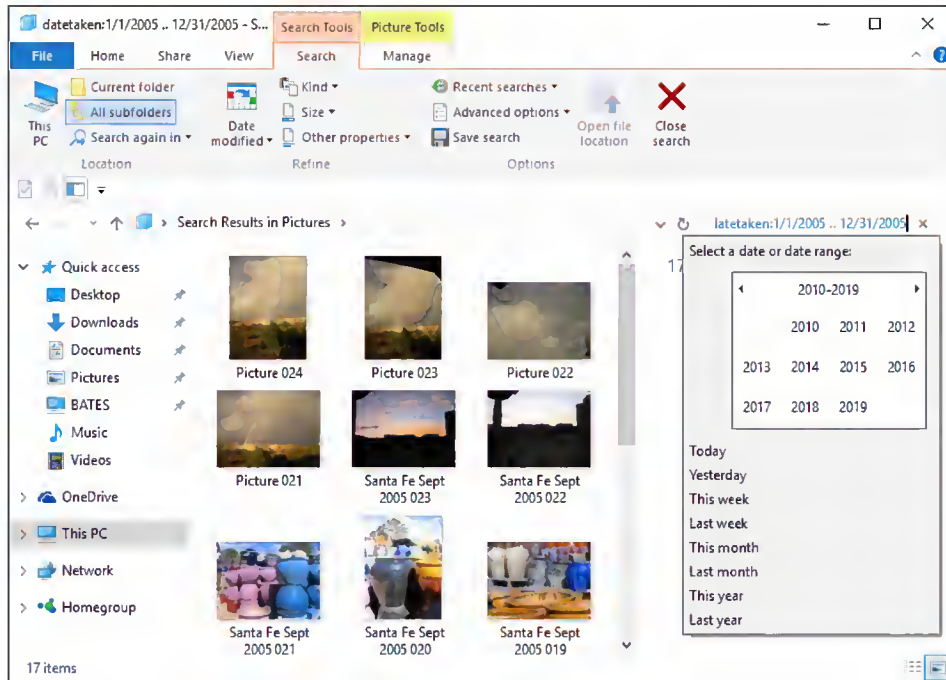 datetaken:1/1/2005 .. 12/31/2005 - S...
Search Tools
Picture Tools
File
Home
Share
View
Search
Manage
This PC
Current folder
All subfolders
Search again in
Location
Date modified
Kind
Size
Other properties
Refine
Recent searches
Advanced options
Save search
Options
Open file location
Close search
Search Results in Pictures
latetaken:1/1/2005 .. 12/31/2005
Quick access
Desktop
Downloads
Documents
Pictures
BATES
Music
Videos
OneDrive
This PC
Network
Homegroup
Picture 024
Picture 023
Picture 022
Picture 021
Santa Fe Sept
2005 023
Santa Fe Sept
2005 022
Santa Fe Sept
2005 021
Santa Fe Sept
2005 020
Santa Fe Sept
2005 019
17
Select a date or date range:
2010-2019
2010 2011 2012
2013 2014 2015 2016
2017 2018 2019
Today
Yesterday
This week
Last week
This month
Last month
This year
Last year
17 items